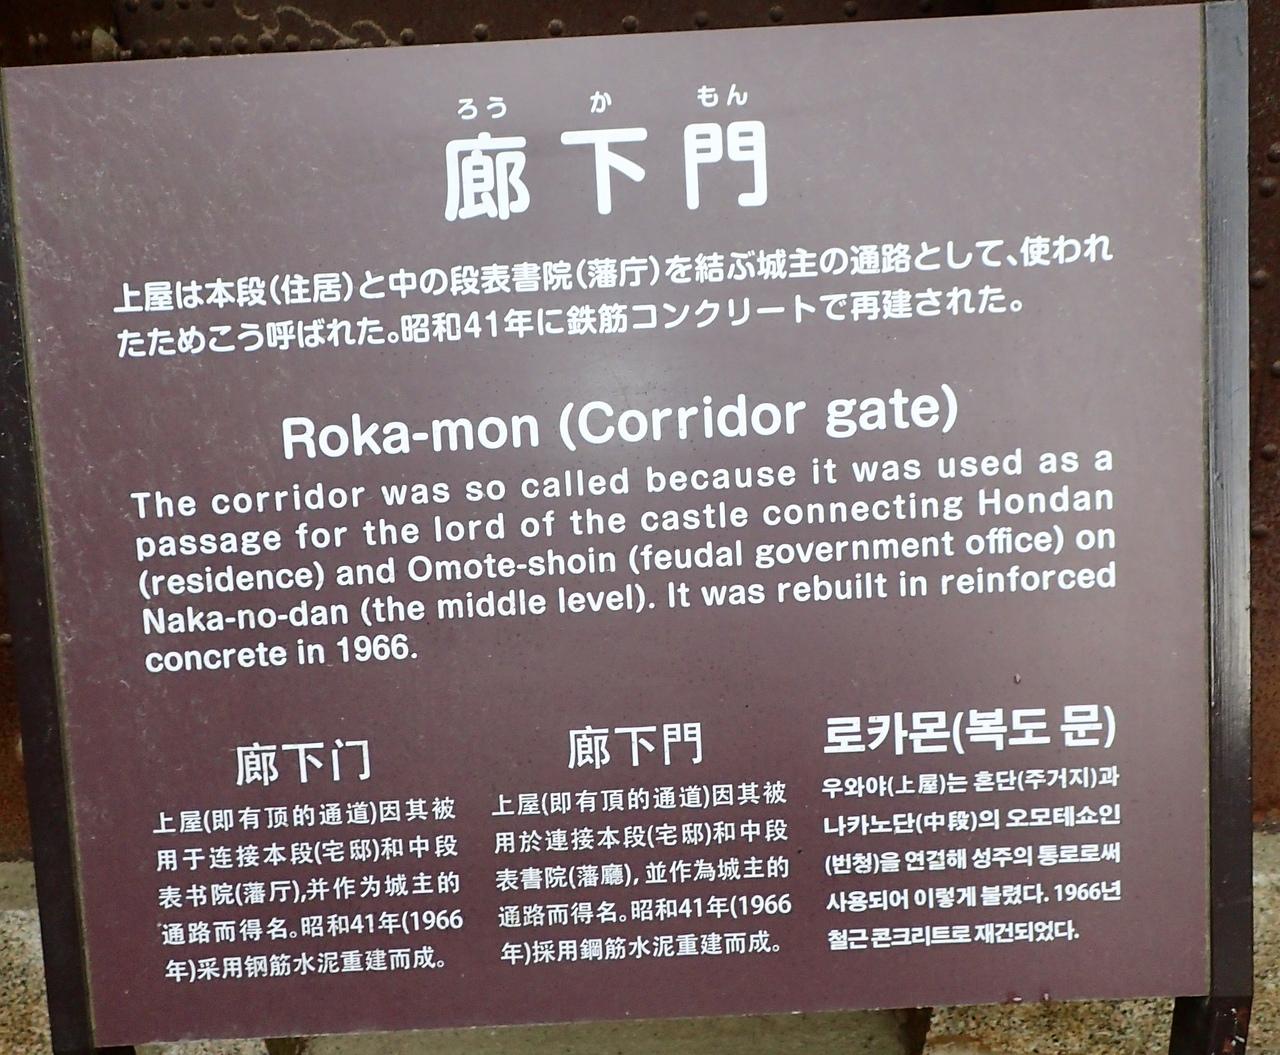 ろう か もん
廊下門
上屋は本段(住居)と中の段表書院(藩庁)を結ぶ城主の通路として、使われ
たためこう呼ばれた。昭和41年に鉄筋コンクリートで再建された。
Roka-mon (Corridor gate)
The corridor was so called because it was used as a
passage for the lord of the castle connecting Hondan
(residence) and Omote-shoin (feudal government office) on
Naka-no-dan (the middle level). It was rebuilt in reinforced
concrete in 1966.
廊下门
上屋(即有顶的通道)因其被
用于连接本段(宅邸)和中段
表书院(藩厅),并作为城主的
通路而得名。昭和41年(1966
年)采用钢筋水泥重建而成。
廊下門
上屋(即有頂的通道)因其被
用於連接本段(宅邸)和中段
表書院(藩廳),並作為城主的
通路而得名。昭和41年(1966
年)採用鋼筋水泥重建而成。
로카몬(복도 문)
우와야(上屋)는 혼단(주거지)과
나카노단(中段)의 오모테쇼인
(번청)을 연결해 성주의 통로로써
사용되어 이렇게 불렸다. 1966년
철근 콘크리트로 재건되었다.